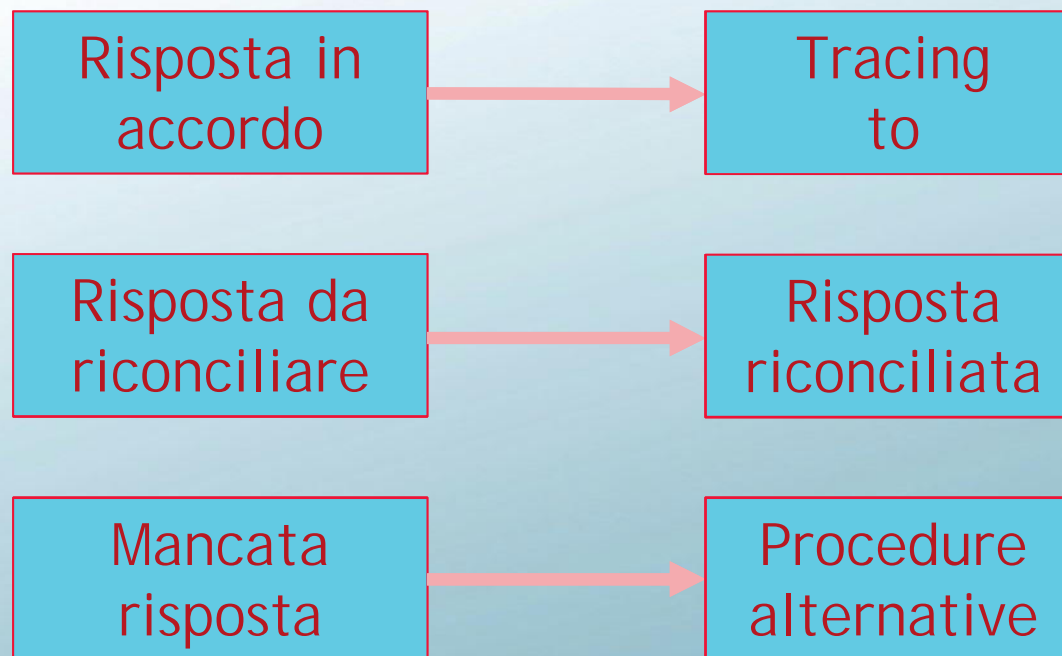 Risposta in
accordo
Tracing
to
Risposta da
riconciliare
Risposta
riconciliata
Mancata
risposta
Procedure
alternative